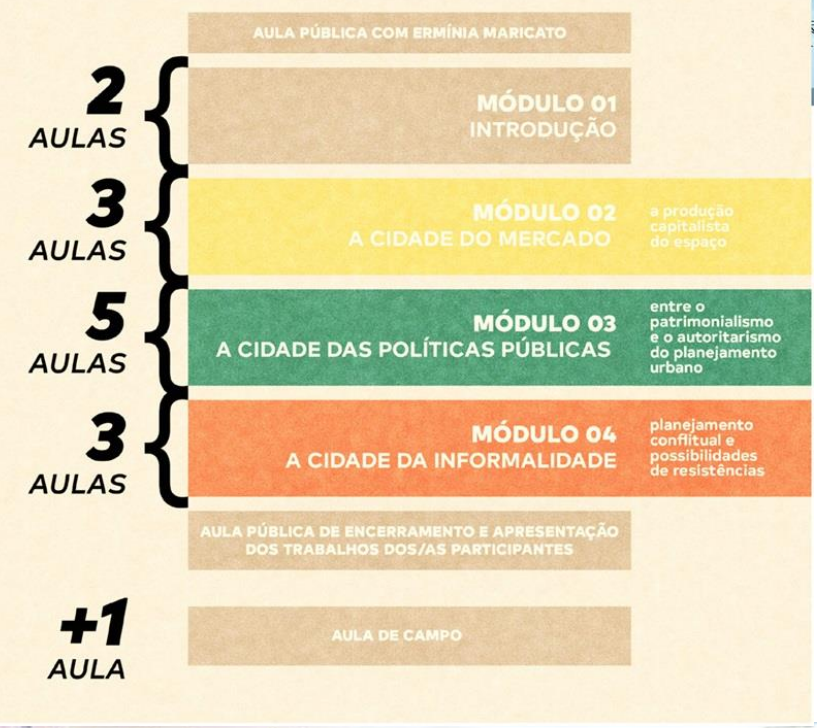 AULA PÚBLICA COM ERMÍNIA MARICATO
2
AULAS
MÓDULO 01
INTRODUÇÃO
3
AULAS
MÓDULO 02
A CIDADE DO MERCADO
a produção
capitalista
do espaço
5
AULAS
MÓDULO 03
A CIDADE DAS POLÍTICAS PÚBLICAS
entre o
patrimonialismo
e o autoritarismo
do planejamento
urbano
3
AULAS
MÓDULO 04
A CIDADE DA INFORMALIDADE
planejamento
conflitual e
possibilidades
de resistências
AULA PÚBLICA DE ENCERRAMENTO E APRESENTAÇÃO
DOS TRABALHOS DOS/AS PARTICIPANTES
+1
AULA
AULA DE CAMPO